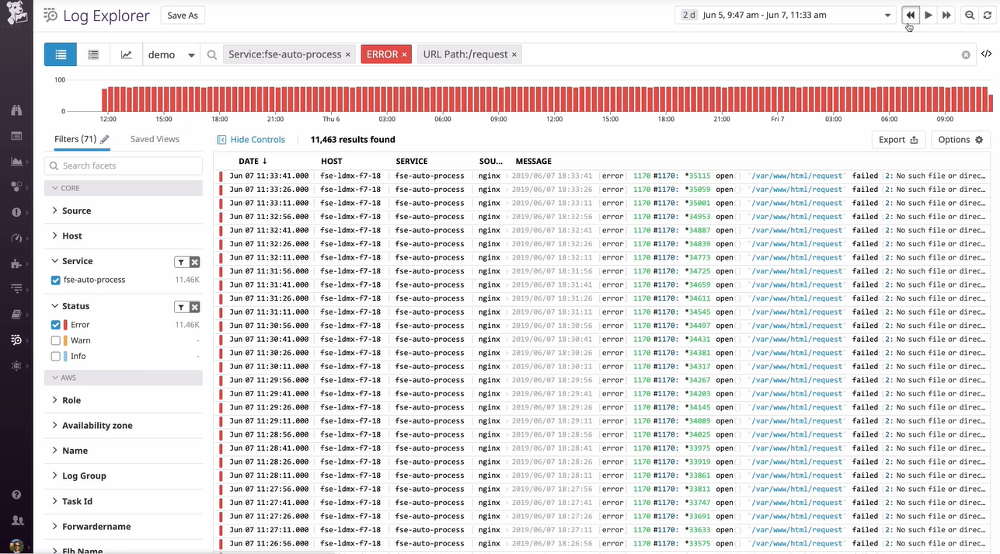 Log Explorer
Save As
2 d Jun 5, 9:47 am - Jun 7, 11:33 am
demo
Service:fse-auto-process ×
ERROR ×
URL Path:/request ×
</>
100
0
12:00 15:00 18:00 21:00 Thu 6 03:00 06:00 09:00 12:00 15:00 18:00 21:00 Fri 7 03:00 06:00 09:00
Filters (71)
Saved Views
Hide Controls
11,463 results found
Export
Options
Search facets
CORE
Source
Host
Service
fse-auto-process 11.46K
Status
Error 11.46K
Warn -
Info -
AWS
Role
Availability zone
Name
Log Group
Task Id
Forwardername
Elb Name
DATE ↓ HOST SERVICE SOU... MESSAGE
Jun 07 11:33:41.000 fse-ldmx-f7-18 fse-auto-process nginx > 2019/06/07 18:33:41 [error] 1170 #1170: *35115 open() "/var/www/html/request" failed (2: No such file or direc…
Jun 07 11:33:26.000 fse-ldmx-f7-18 fse-auto-process nginx > 2019/06/07 18:33:26 [error] 1170 #1170: *35059 open() "/var/www/html/request" failed (2: No such file or direc…
Jun 07 11:33:11.000 fse-ldmx-f7-18 fse-auto-process nginx > 2019/06/07 18:33:11 [error] 1170 #1170: *35001 open() "/var/www/html/request" failed (2: No such file or direc…
Jun 07 11:32:56.000 fse-ldmx-f7-18 fse-auto-process nginx > 2019/06/07 18:32:56 [error] 1170 #1170: *34953 open() "/var/www/html/request" failed (2: No such file or direc…
Jun 07 11:32:41.000 fse-ldmx-f7-18 fse-auto-process nginx > 2019/06/07 18:32:41 [error] 1170 #1170: *34887 open() "/var/www/html/request" failed (2: No such file or direc…
Jun 07 11:32:26.000 fse-ldmx-f7-18 fse-auto-process nginx > 2019/06/07 18:32:26 [error] 1170 #1170: *34839 open() "/var/www/html/request" failed (2: No such file or direc…
Jun 07 11:32:11.000 fse-ldmx-f7-18 fse-auto-process nginx > 2019/06/07 18:32:11 [error] 1170 #1170: *34773 open() "/var/www/html/request" failed (2: No such file or direc…
Jun 07 11:31:56.000 fse-ldmx-f7-18 fse-auto-process nginx > 2019/06/07 18:31:56 [error] 1170 #1170: *34725 open() "/var/www/html/request" failed (2: No such file or direc…
Jun 07 11:31:41.000 fse-ldmx-f7-18 fse-auto-process nginx > 2019/06/07 18:31:41 [error] 1170 #1170: *34659 open() "/var/www/html/request" failed (2: No such file or direc…
Jun 07 11:31:26.000 fse-ldmx-f7-18 fse-auto-process nginx > 2019/06/07 18:31:26 [error] 1170 #1170: *34611 open() "/var/www/html/request" failed (2: No such file or direc…
Jun 07 11:31:11.000 fse-ldmx-f7-18 fse-auto-process nginx > 2019/06/07 18:31:11 [error] 1170 #1170: *34545 open() "/var/www/html/request" failed (2: No such file or direc…
Jun 07 11:30:56.000 fse-ldmx-f7-18 fse-auto-process nginx > 2019/06/07 18:30:56 [error] 1170 #1170: *34497 open() "/var/www/html/request" failed (2: No such file or direc…
Jun 07 11:30:41.000 fse-ldmx-f7-18 fse-auto-process nginx > 2019/06/07 18:30:41 [error] 1170 #1170: *34431 open() "/var/www/html/request" failed (2: No such file or direc…
Jun 07 11:30:26.000 fse-ldmx-f7-18 fse-auto-process nginx > 2019/06/07 18:30:26 [error] 1170 #1170: *34381 open() "/var/www/html/request" failed (2: No such file or direc…
Jun 07 11:30:11.000 fse-ldmx-f7-18 fse-auto-process nginx > 2019/06/07 18:30:11 [error] 1170 #1170: *34317 open() "/var/www/html/request" failed (2: No such file or direc…
Jun 07 11:29:56.000 fse-ldmx-f7-18 fse-auto-process nginx > 2019/06/07 18:29:56 [error] 1170 #1170: *34267 open() "/var/www/html/request" failed (2: No such file or direc…
Jun 07 11:29:41.000 fse-ldmx-f7-18 fse-auto-process nginx > 2019/06/07 18:29:41 [error] 1170 #1170: *34203 open() "/var/www/html/request" failed (2: No such file or direc…
Jun 07 11:29:26.000 fse-ldmx-f7-18 fse-auto-process nginx > 2019/06/07 18:29:26 [error] 1170 #1170: *34145 open() "/var/www/html/request" failed (2: No such file or direc…
Jun 07 11:29:11.000 fse-ldmx-f7-18 fse-auto-process nginx > 2019/06/07 18:29:11 [error] 1170 #1170: *34089 open() "/var/www/html/request" failed (2: No such file or direc…
Jun 07 11:28:56.000 fse-ldmx-f7-18 fse-auto-process nginx > 2019/06/07 18:28:56 [error] 1170 #1170: *34025 open() "/var/www/html/request" failed (2: No such file or direc…
Jun 07 11:28:41.000 fse-ldmx-f7-18 fse-auto-process nginx > 2019/06/07 18:28:41 [error] 1170 #1170: *33975 open() "/var/www/html/request" failed (2: No such file or direc…
Jun 07 11:28:26.000 fse-ldmx-f7-18 fse-auto-process nginx > 2019/06/07 18:28:26 [error] 1170 #1170: *33919 open() "/var/www/html/request" failed (2: No such file or direc…
Jun 07 11:28:11.000 fse-ldmx-f7-18 fse-auto-process nginx > 2019/06/07 18:28:11 [error] 1170 #1170: *33861 open() "/var/www/html/request" failed (2: No such file or direc…
Jun 07 11:27:56.000 fse-ldmx-f7-18 fse-auto-process nginx > 2019/06/07 18:27:56 [error] 1170 #1170: *33811 open() "/var/www/html/request" failed (2: No such file or direc…
Jun 07 11:27:41.000 fse-ldmx-f7-18 fse-auto-process nginx > 2019/06/07 18:27:41 [error] 1170 #1170: *33747 open() "/var/www/html/request" failed (2: No such file or direc…
Jun 07 11:27:26.000 fse-ldmx-f7-18 fse-auto-process nginx > 2019/06/07 18:27:26 [error] 1170 #1170: *33691 open() "/var/www/html/request" failed (2: No such file or direc…
Jun 07 11:27:11.000 fse-ldmx-f7-18 fse-auto-process nginx > 2019/06/07 18:27:11 [error] 1170 #1170: *33633 open() "/var/www/html/request" failed (2: No such file or direc…
Jun 07 11:26:56.000 fse-ldmx-f7-18 fse-auto-process nginx > 2019/06/07 18:26:56 [error] 1170 #1170: *33575 open() "/var/www/html/request" failed (2: No such file or direc…